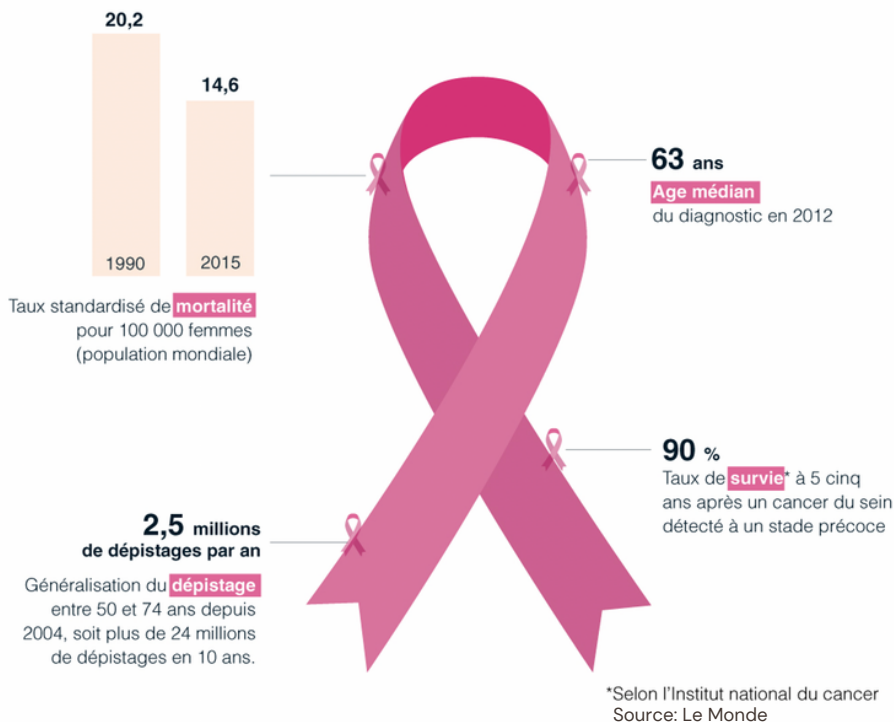 20,2
14,6
1990
2015
Taux standardisé de mortalité
pour 100 000 femmes
(population mondiale)
63 ans
Age médian
du diagnostic en 2012
90 %
Taux de survie* à 5 cinq
ans après un cancer du sein
détecté à un stade précoce
2,5 millions
de dépistages par an
Généralisation du dépistage
entre 50 et 74 ans depuis
2004, soit plus de 24 millions
de dépistages en 10 ans.
*Selon l'Institut national du cancer
Source: Le Monde